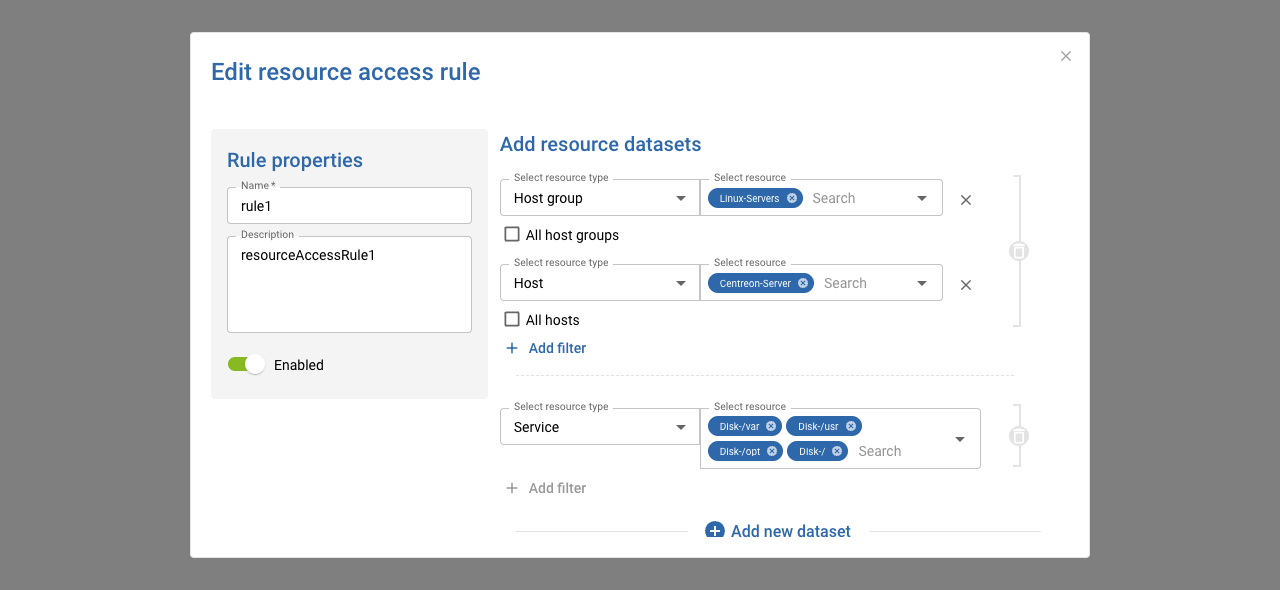 Edit resource access rule
Rule properties
Name *
rule1
Description
resourceAccessRule1
Enabled
Add resource datasets
Select resource type
Host group
Select resource
Linux-Servers
Search
All host groups
Select resource type
Host
Select resource
Centreon-Server
Search
All hosts
Add filter
Select resource type
Service
Select resource
Disk-/var Disk-/usr
Disk-/opt Disk-/ Search
Add filter
Add new dataset